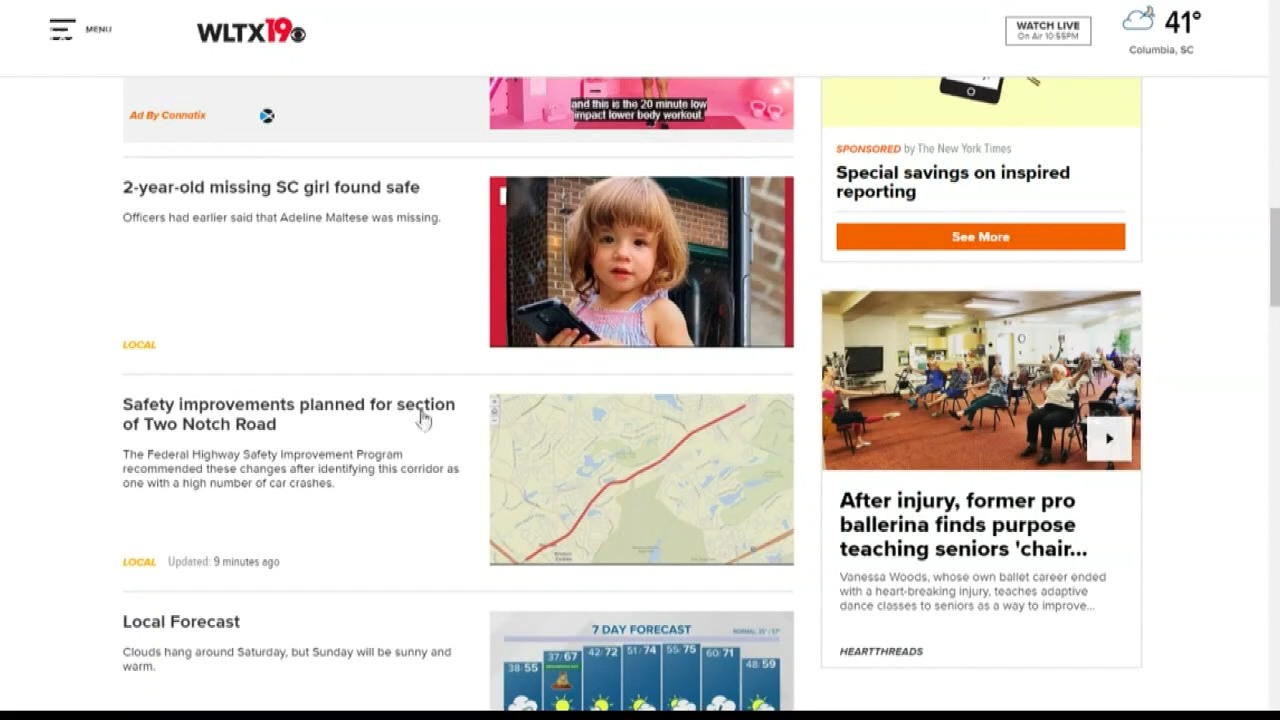 MENU
WLTX19
WATCH LIVE
On Air 10:55PM
41°
Columbia, SC
Ad By Connatix
and this is the 20 minute low
impact lower body workout.
SPONSORED by The New York Times
Special savings on inspired
reporting
See More
2-year-old missing SC girl found safe
Officers had earlier said that Adeline Maltese was missing.
LOCAL
Safety improvements planned for section
of Two Notch Road
The Federal Highway Safety Improvement Program
recommended these changes after identifying this corridor as
one with a high number of car crashes.
LOCAL Updated: 9 minutes ago
After injury, former pro
ballerina finds purpose
teaching seniors 'chair...
Vanessa Woods, whose own ballet career ended
with a heart-breaking injury, teaches adaptive
dance classes to seniors as a way to improve...
HEARTTHREADS
Local Forecast
Clouds hang around Saturday, but Sunday will be sunny and
warm.
7 DAY FORECAST
38/55 37/67 42/72 51/74 55/75 60/71 48/59